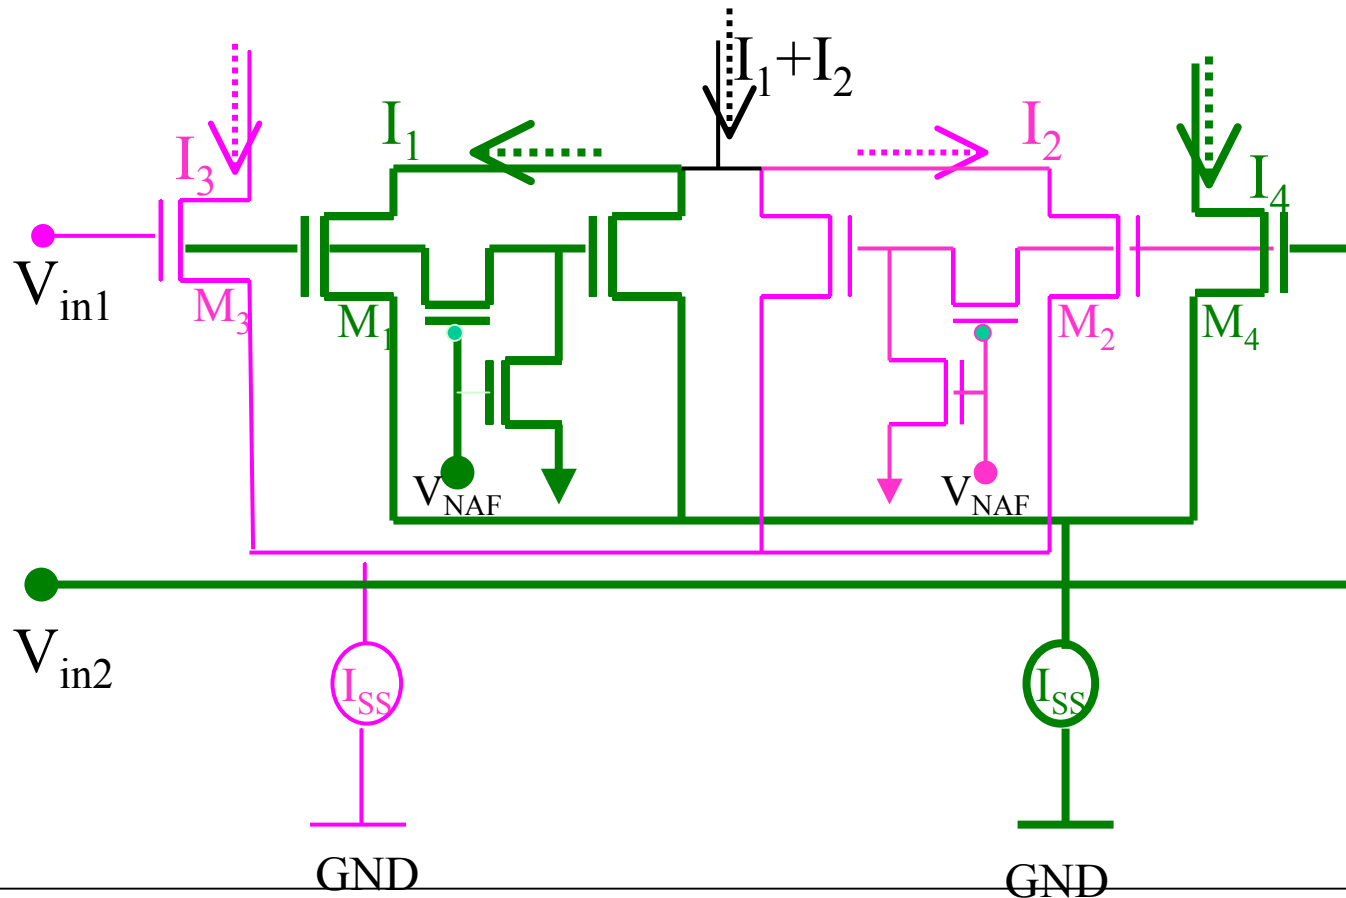 I1+I2
I1
I2
I3
I4
Vin1
M3
M1
M2
M4
VNAF
VNAF
Vin2
ISS
ISS
GND
GND